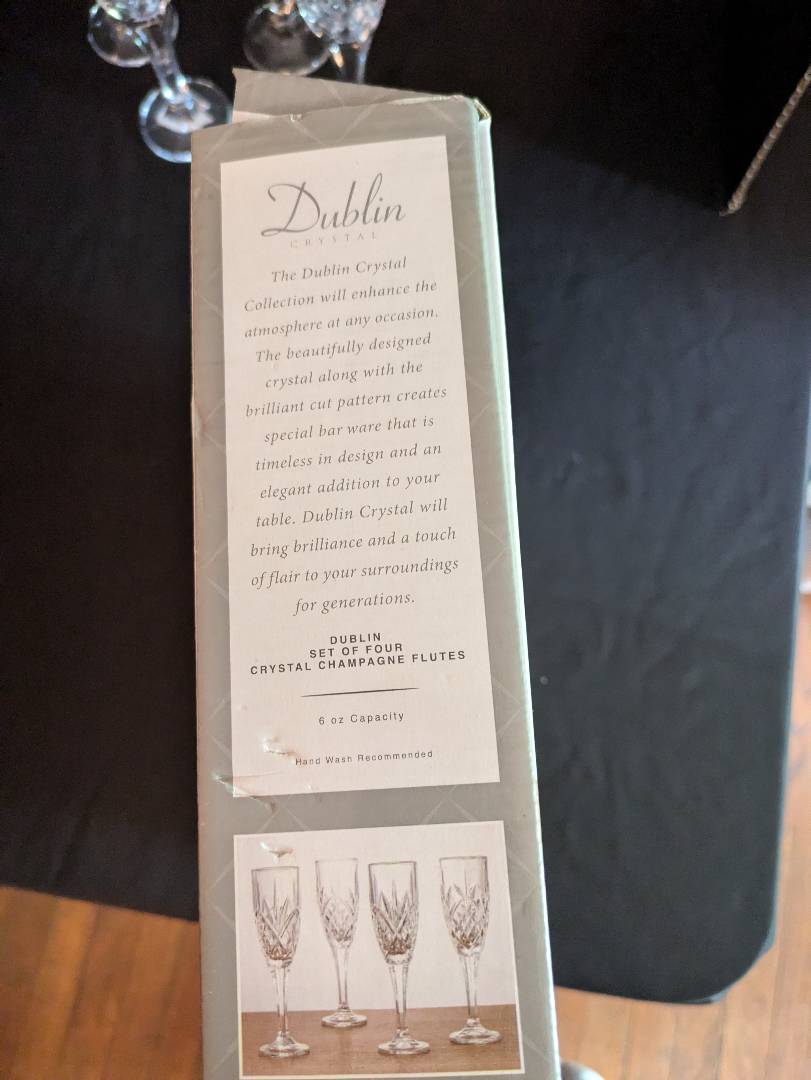 Dublin
CRYSTAL
The Dublin Crystal
Collection will enhance the
atmosphere at any occasion.
The beautifully designed
crystal along with the
brilliant cut pattern creates
special bar ware that is
timeless in design and an
elegant addition to your
table. Dublin Crystal will
bring brilliance and a touch
of flair to your surroundings
for generations.
DUBLIN
SET OF FOUR
CRYSTAL CHAMPAGNE FLUTES
6 oz Capacity
Hand Wash Recommended